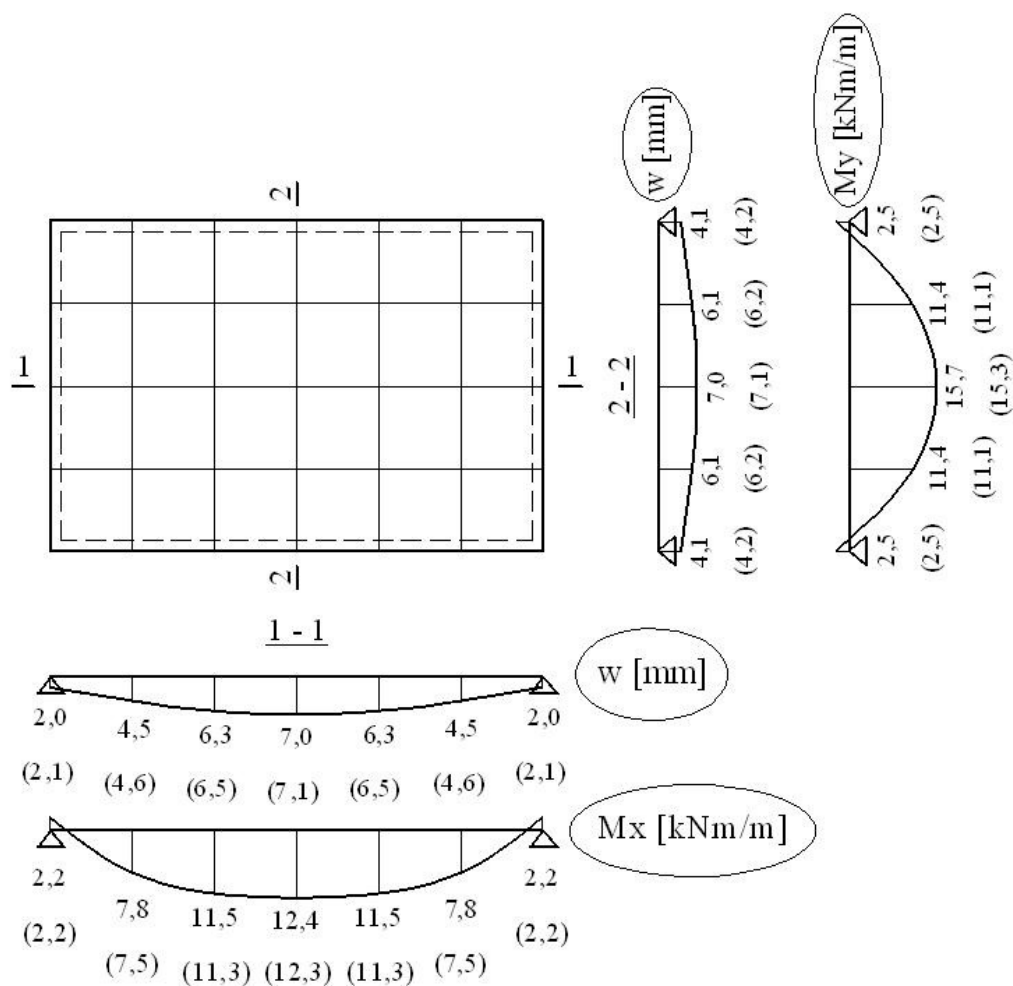 2
1
1
2
w [mm]
2 - 2
4,1
(4,2)
6,1
(6,2)
7,0
(7,1)
6,1
(6,2)
4,1
(4,2)
My [kNm/m]
2,5
(2,5)
11,4
(11,1)
15,7
(15,3)
11,4
(11,1)
2,5
(2,5)
1 - 1
w [mm]
2,0 4,5 6,3 7,0 6,3 4,5 2,0
(2,1) (4,6) (6,5) (7,1) (6,5) (4,6) (2,1)
Mx [kNm/m]
2,2 7,8 11,5 12,4 11,5 7,8 2,2
(2,2) (7,5) (11,3) (12,3) (11,3) (7,5) (2,2)